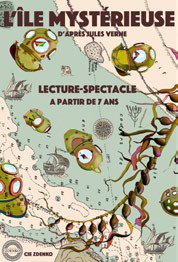 L'ÎLE MYSTÉRIEUSE
D'APRÈS JULES VERNE
LECTURE-SPECTACLE
A PARTIR DE 7 ANS
CIE ZDENKO